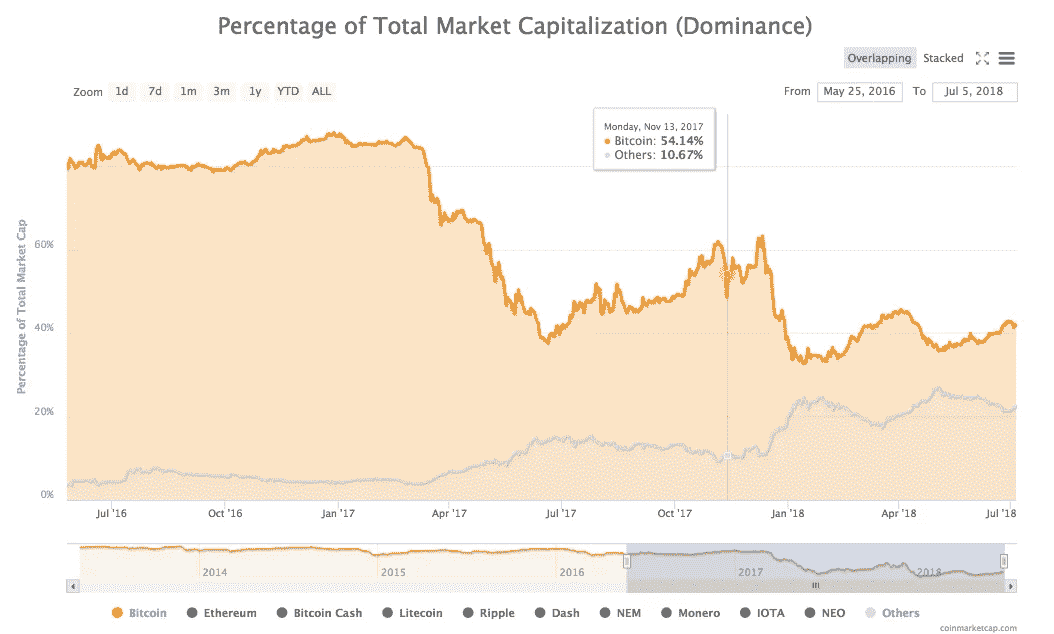 Percentage of Total Market Capitalization (Dominance)
Overlapping Stacked
Zoom 1d 7d 1m 3m 1y YTD ALL
From May 25, 2016 To Jul 5, 2018
Monday, Nov 13, 2017
Bitcoin: 54.14%
Others: 10.67%
Percentage of Total Market Cap
60%
40%
20%
0%
Jul '16 Oct '16 Jan '17 Apr '17 Jul '17 Oct '17 Jan '18 Apr '18 Jul '18
2014 2015 2016 2017 2018
Bitcoin Ethereum Bitcoin Cash Litecoin Ripple Dash NEM Monero IOTA NEO Others
coinmarketcap.com